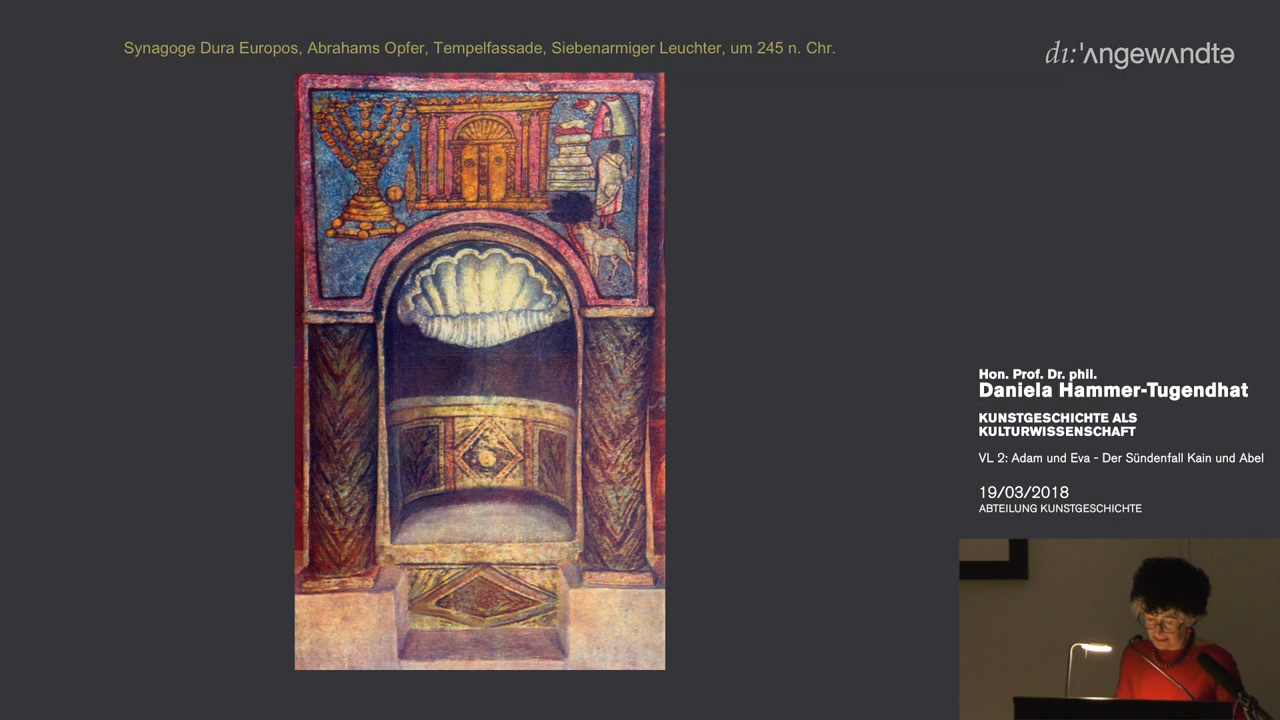 Synagoge Dura Europos, Abrahams Opfer, Tempelfassade, Siebenarmiger Leuchter, um 245 n. Chr.
dı:'ʌngewʌndtə
Hon. Prof. Dr. phil.
Daniela Hammer-Tugendhat
KUNSTGESCHICHTE ALS
KULTURWISSENSCHAFT
VL 2: Adam und Eva - Der Sündenfall Kain und Abel
19/03/2018
ABTEILUNG KUNSTGESCHICHTE